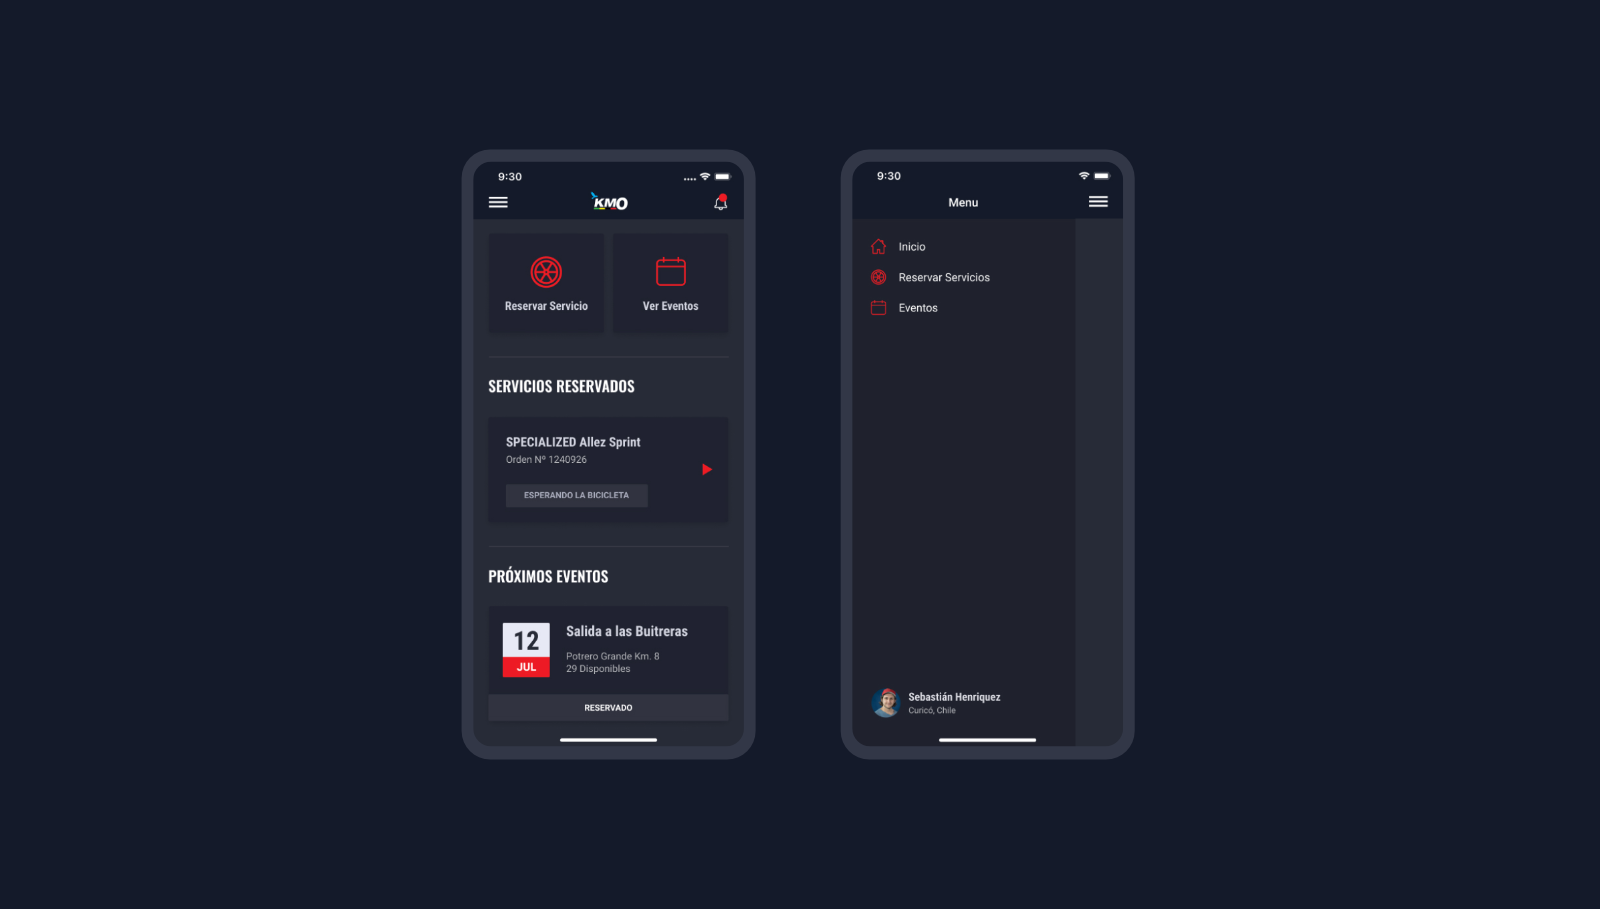 9:30
KMO
Reservar Servicio
Ver Eventos
SERVICIOS RESERVADOS
SPECIALIZED Allez Sprint
Orden Nº 1240926
ESPERANDO LA BICICLETA
PRÓXIMOS EVENTOS
12
JUL
Salida a las Buitreras
Potrero Grande Km. 8
29 Disponibles
RESERVADO
9:30
Menu
Inicio
Reservar Servicios
Eventos
Sebastián Henriquez
Curicó, Chile